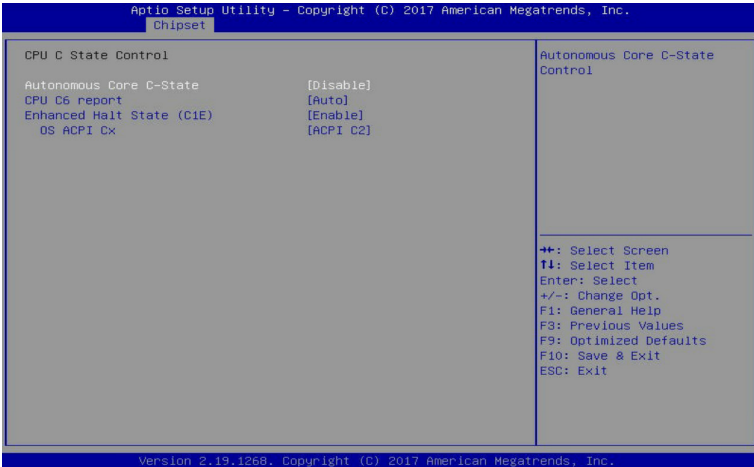 Aptio Setup Utility – Copyright (C) 2017 American Megatrends, Inc.
Chipset
CPU C State Control
Autonomous Core C-State [Disable]
CPU C6 report [Auto]
Enhanced Halt State (C1E) [Enable]
OS ACPI Cx [ACPI C2]
Autonomous Core C-State
Control
→←: Select Screen
↑↓: Select Item
Enter: Select
+/-: Change Opt.
F1: General Help
F3: Previous Values
F9: Optimized Defaults
F10: Save & Exit
ESC: Exit
Version 2.19.1268. Copyright (C) 2017 American Megatrends, Inc.